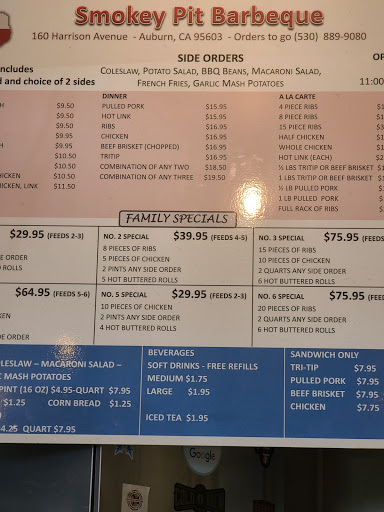 Smokey Pit Barbeque
160 Harrison Avenue - Auburn, CA 95603 - Orders to go (530) 889-9080
SIDE ORDERS
COLESLAW, POTATO SALAD, BBQ BEANS, MACARONI SALAD,
FRENCH FRIES, GARLIC MASH POTATOES
OP
11:00
includes
d and choice of 2 sides
H $9.50
$9.50
$9.50
$9.95
H $9.95
$10.50
HICKEN $10.50
HICKEN, LINK $11.50
DINNER
PULLED PORK $15.95
HOT LINK $15.95
RIBS $16.95
CHICKEN $16.95
BEEF BRISKET (CHOPPED) $16.95
TRITIP $16.95
COMBINATION OF ANY TWO $18.50
COMBINATION OF ANY THREE $19.50
A LA CARTE
4 PIECE RIBS
8 PIECE RIBS
15 PIECE RIBS
HALF CHICKEN
WHOLE CHICKEN
HOT LINK (EACH)
½ LBS TRITIP OR BEEF BRISKET
1 LBS TRITIP OR BEEF BRISKET
½ LB PULLED PORK
1 LB PULLED PORK
FULL RACK OF RIBS
FAMILY SPECIALS
$29.95 (FEEDS 2-3)
E ORDER
ROLLS
NO. 2 SPECIAL $39.95 (FEEDS 4-5)
8 PIECES OF RIBS
5 PIECES OF CHICKEN
2 PINTS ANY SIDE ORDER
5 HOT BUTTERED ROLLS
NO. 3 SPECIAL $75.95 (FEEDS
15 PIECES OF RIBS
10 PIECES OF CHICKEN
2 QUARTS ANY SIDE ORDER
6 HOT BUTTERED ROLLS
$64.95 (FEEDS 5-6)
KEN
E ORDER
LLS
NO. 5 SPECIAL $29.95 (FEEDS 2-3)
10 PIECES OF CHICKEN
2 PINTS ANY SIDE ORDER
4 HOT BUTTERED ROLLS
NO. 6 SPECIAL $75.95 (FEE
20 PIECES OF RIBS
2 QUARTS ANY SIDE ORDER
6 HOT BUTTERED ROLLS
LESLAW – MACARONI SALAD –
C MASH POTATOES
PINT (16 OZ) $4.95-QUART $7.95
$1.25 CORN BREAD $1.25
4.25 QUART $7.95
BEVERAGES
SOFT DRINKS - FREE REFILLS
MEDIUM $1.75
LARGE $1.95
ICED TEA $1.95
SANDWICH ONLY
TRI-TIP $7.95
PULLED PORK $7.95
BEEF BRISKET $7.95
CHICKEN $7.75
Google